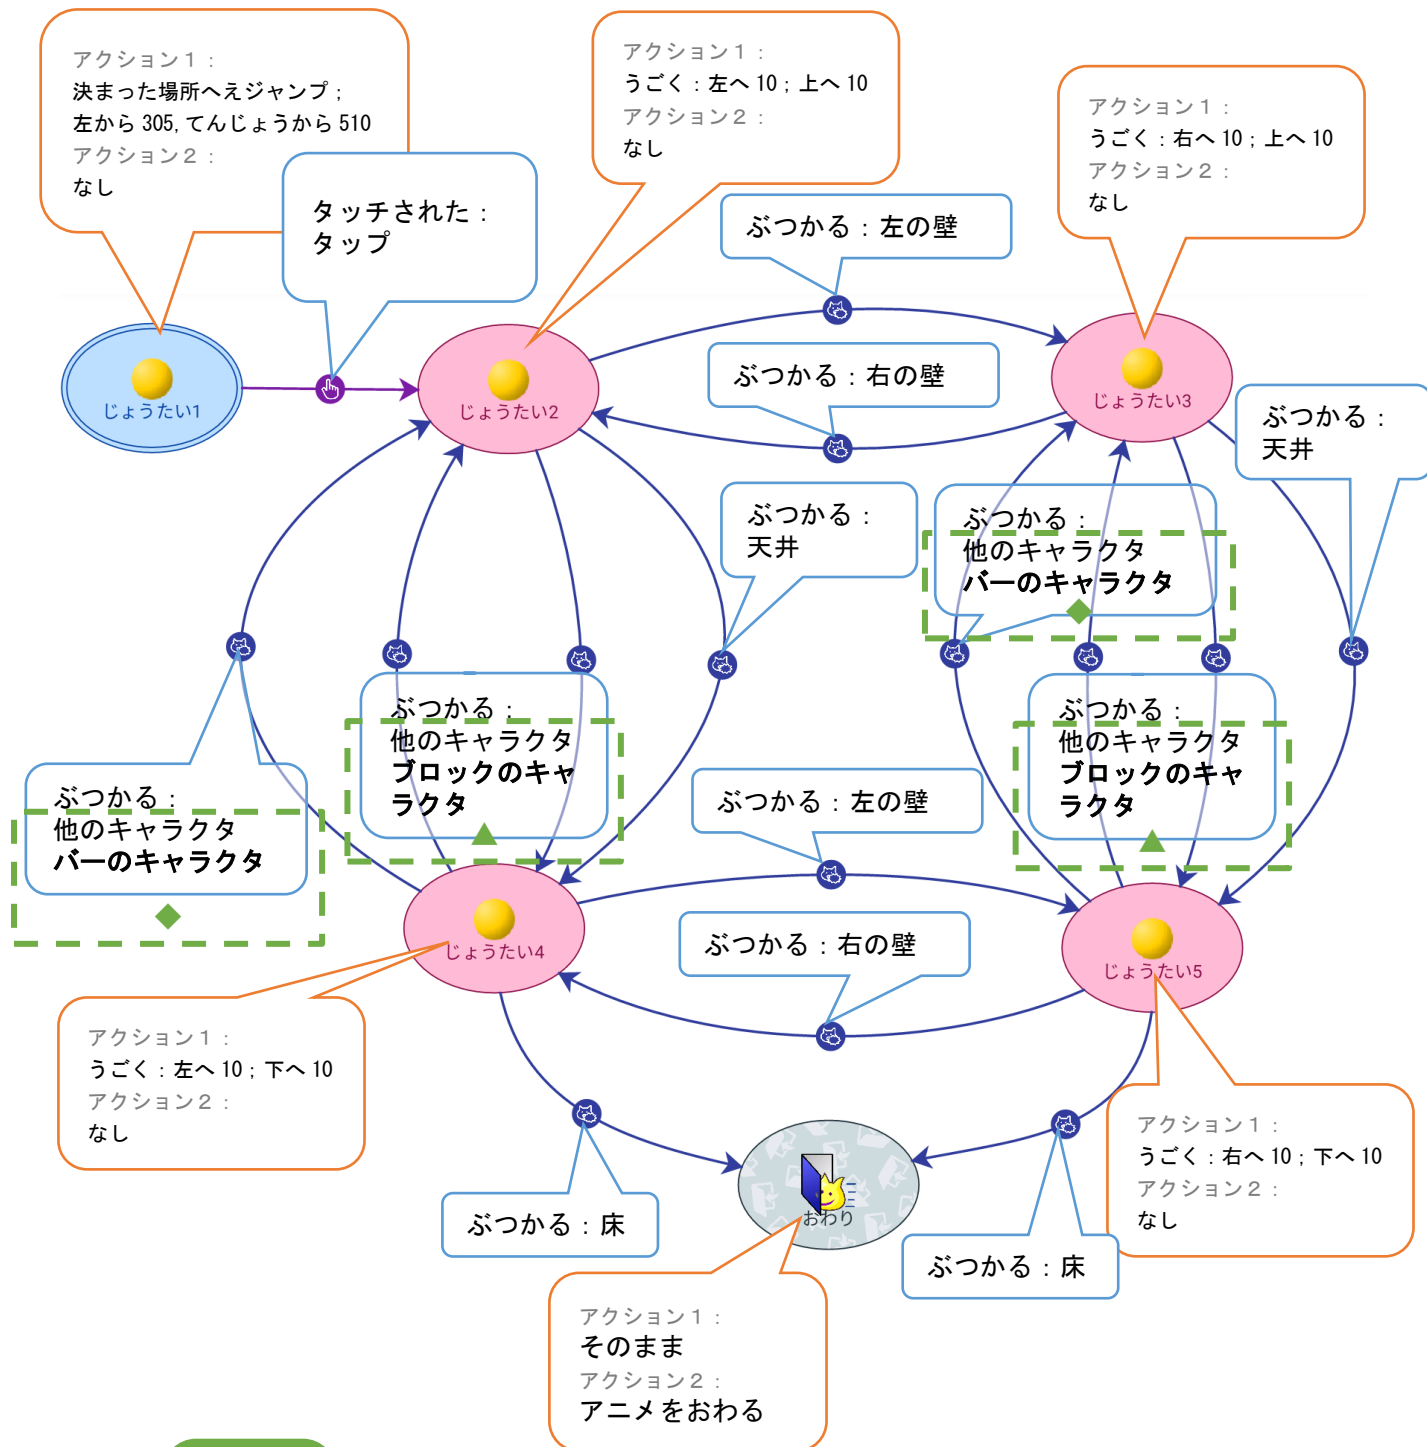 アクション1：
決まった場所へえジャンプ；
左から 305, てんじょうから 510
アクション2：
なし
タッチされた：
タップ
アクション1：
うごく：左へ 10；上へ 10
アクション2：
なし
アクション1：
うごく：右へ 10；上へ 10
アクション2：
なし
ぶつかる：左の壁
ぶつかる：右の壁
じょうたい1
じょうたい2
じょうたい3
ぶつかる：
天井
ぶつかる：
天井
ぶつかる：
他のキャラクタ
バーのキャラクタ
ぶつかる：
他のキャラクタ
バーのキャラクタ
ぶつかる：
他のキャラクタ
ブロックのキャ
ラクタ
ぶつかる：
他のキャラクタ
ブロックのキャ
ラクタ
ぶつかる：左の壁
ぶつかる：右の壁
じょうたい4
じょうたい5
アクション1：
うごく：左へ 10；下へ 10
アクション2：
なし
アクション1：
うごく：右へ 10；下へ 10
アクション2：
なし
ぶつかる：床
おわり
ぶつかる：床
アクション1：
そのまま
アクション2：
アニメをおわる